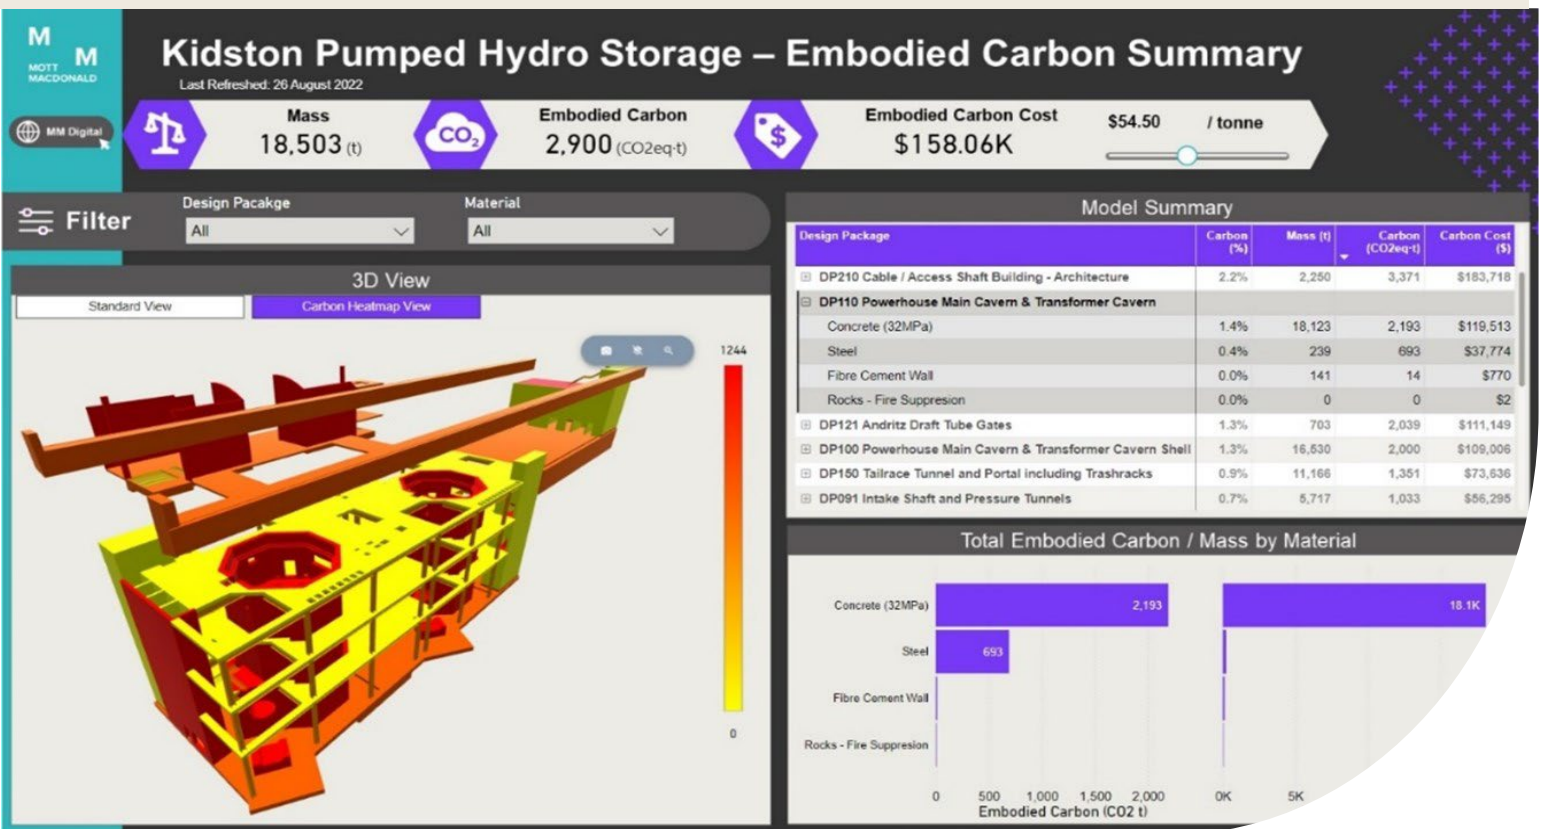 M
M
MOTT
MACDONALD
MM Digital
Kidston Pumped Hydro Storage – Embodied Carbon Summary
Last Refreshed: 26 August 2022
Mass
18,503 (t)
CO2
Embodied Carbon
2,900 (CO2eq-t)
$
Embodied Carbon Cost
$158.06K
$54.50 / tonne
Filter
Design Pacakge
All
Material
All
3D View
Standard View
Carbon Heatmap View
1244
0
Model Summary
Design Package Carbon (%) Mass (t) Carbon (CO2eq-t) Carbon Cost ($)
DP210 Cable / Access Shaft Building - Architecture 2.2% 2,250 3,371 $183,718
DP110 Powerhouse Main Cavern & Transformer Cavern
Concrete (32MPa) 1.4% 18,123 2,193 $119,513
Steel 0.4% 239 693 $37,774
Fibre Cement Wall 0.0% 141 14 $770
Rocks - Fire Suppresion 0.0% 0 0 $2
DP121 Andritz Draft Tube Gates 1.3% 703 2,039 $111,149
DP100 Powerhouse Main Cavern & Transformer Cavern Shell 1.3% 16,530 2,000 $109,006
DP150 Tailrace Tunnel and Portal including Trashracks 0.9% 11,166 1,351 $73,636
DP091 Intake Shaft and Pressure Tunnels 0.7% 5,717 1,033 $56,295
Total Embodied Carbon / Mass by Material
Concrete (32MPa) 2,193 18.1K
Steel 693
Fibre Cement Wall
Rocks - Fire Suppresion
0 500 1,000 1,500 2,000 0K 5K
Embodied Carbon (CO2 t)